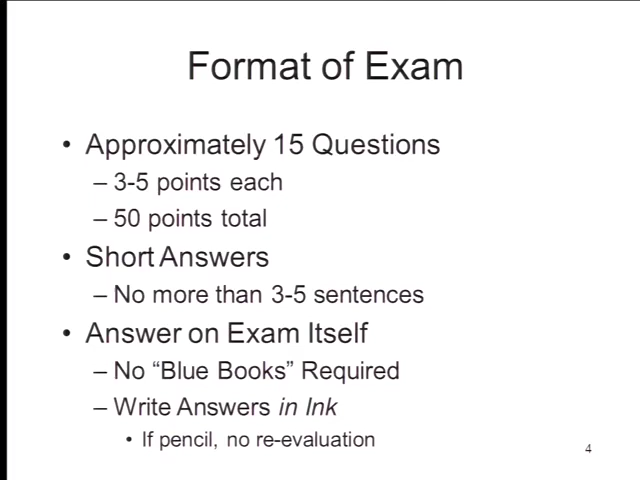 Format of Exam
• Approximately 15 Questions
– 3-5 points each
– 50 points total
• Short Answers
– No more than 3-5 sentences
• Answer on Exam Itself
– No “Blue Books” Required
– Write Answers in Ink
• If pencil, no re-evaluation
4